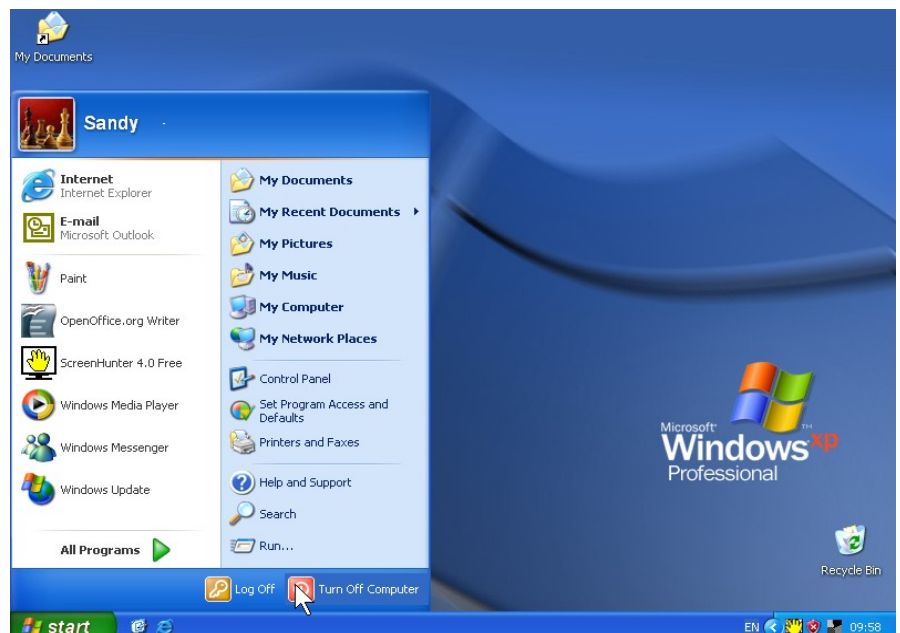 My Documents
Sandy
Internet
Internet Explorer
E-mail
Microsoft Outlook
Paint
OpenOffice.org Writer
ScreenHunter 4.0 Free
Windows Media Player
Windows Messenger
Windows Update
All Programs
My Documents
My Recent Documents
My Pictures
My Music
My Computer
My Network Places
Control Panel
Set Program Access and
Defaults
Printers and Faxes
Help and Support
Search
Run...
Log Off
Turn Off Computer
Microsoft
Windows xp
Professional
Recycle Bin
start
EN
09:58